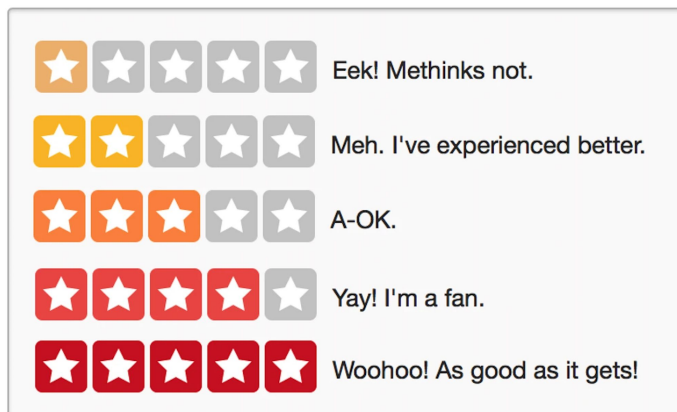 Eek! Methinks not.
Meh. I've experienced better.
A-OK.
Yay! I'm a fan.
Woohoo! As good as it gets!